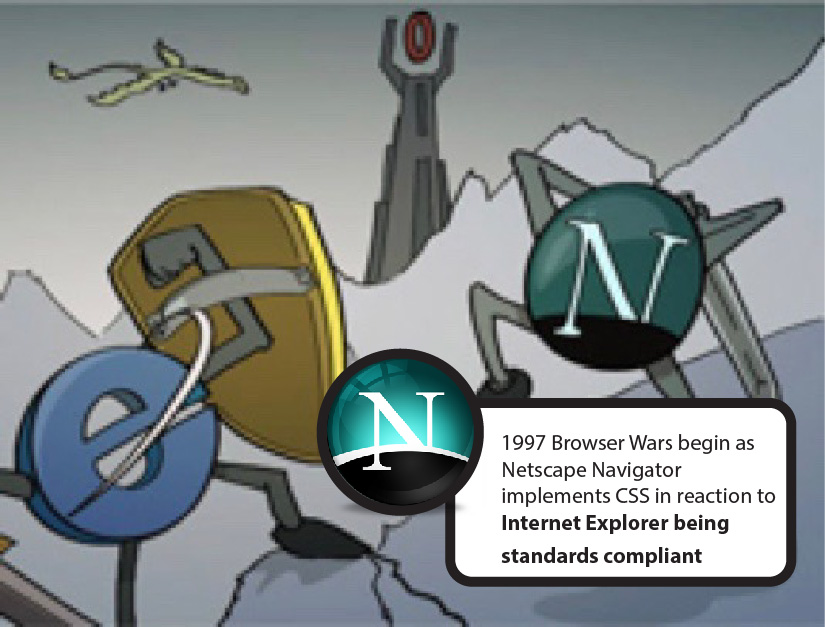 O
e
N
N
1997 Browser Wars begin as
Netscape Navigator
implements CSS in reaction to
Internet Explorer being
standards compliant